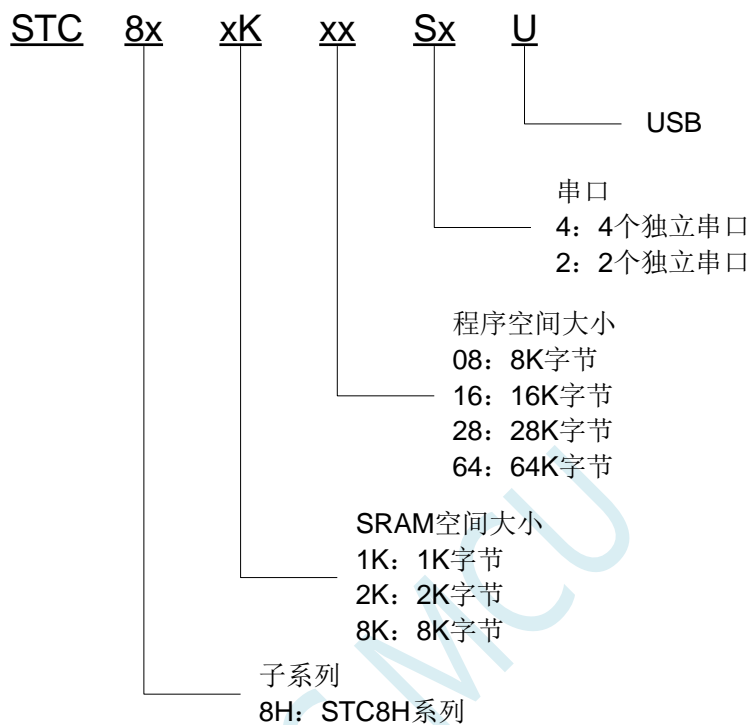 STC 8x xK xx Sx U
USB
串口
4：4个独立串口
2：2个独立串口
程序空间大小
08：8K字节
16：16K字节
28：28K字节
64：64K字节
SRAM空间大小
1K：1K字节
2K：2K字节
8K：8K字节
子系列
8H：STC8H系列
MCU